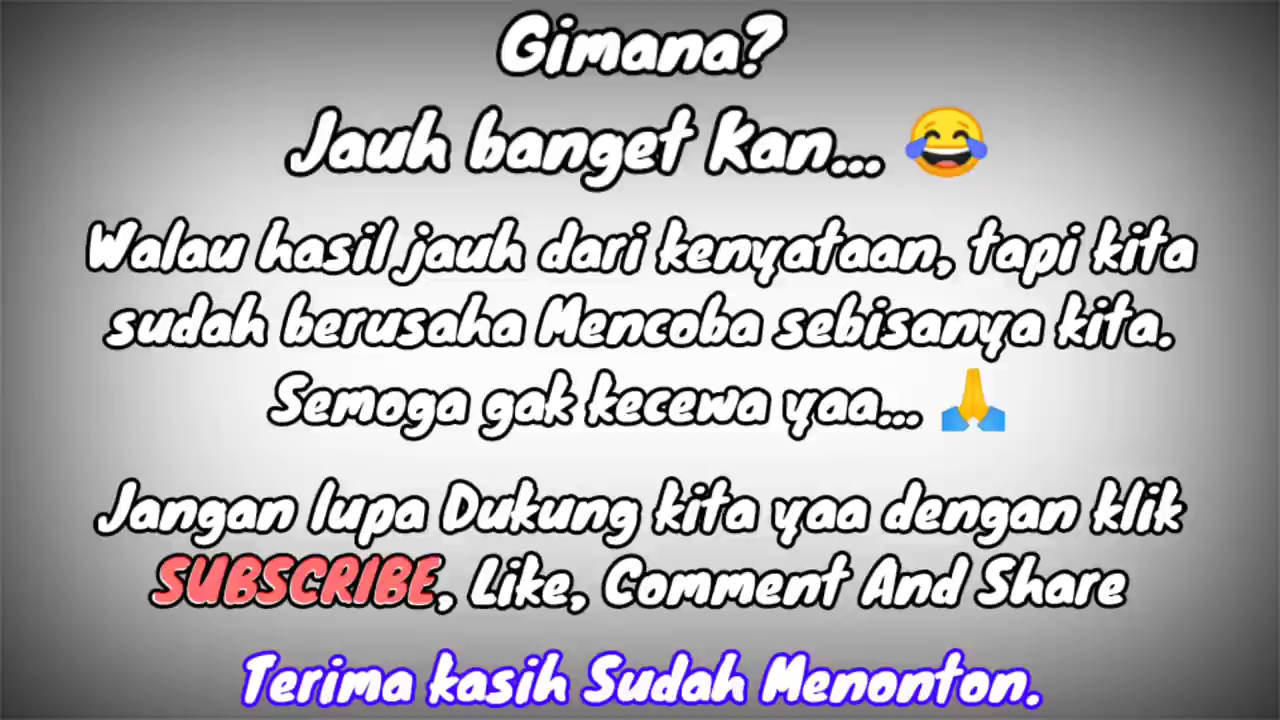 Gimana?
Jauh banget Kan... 😂
Walau hasil jauh dari kenyataan, tapi kita
sudah berusaha Mencoba sebisanya kita.
Semoga gak kecewa yaa... 🙏
Jangan lupa Dukung kita yaa dengan klik
SUBSCRIBE, Like, Comment And Share
Terima kasih Sudah Menonton.